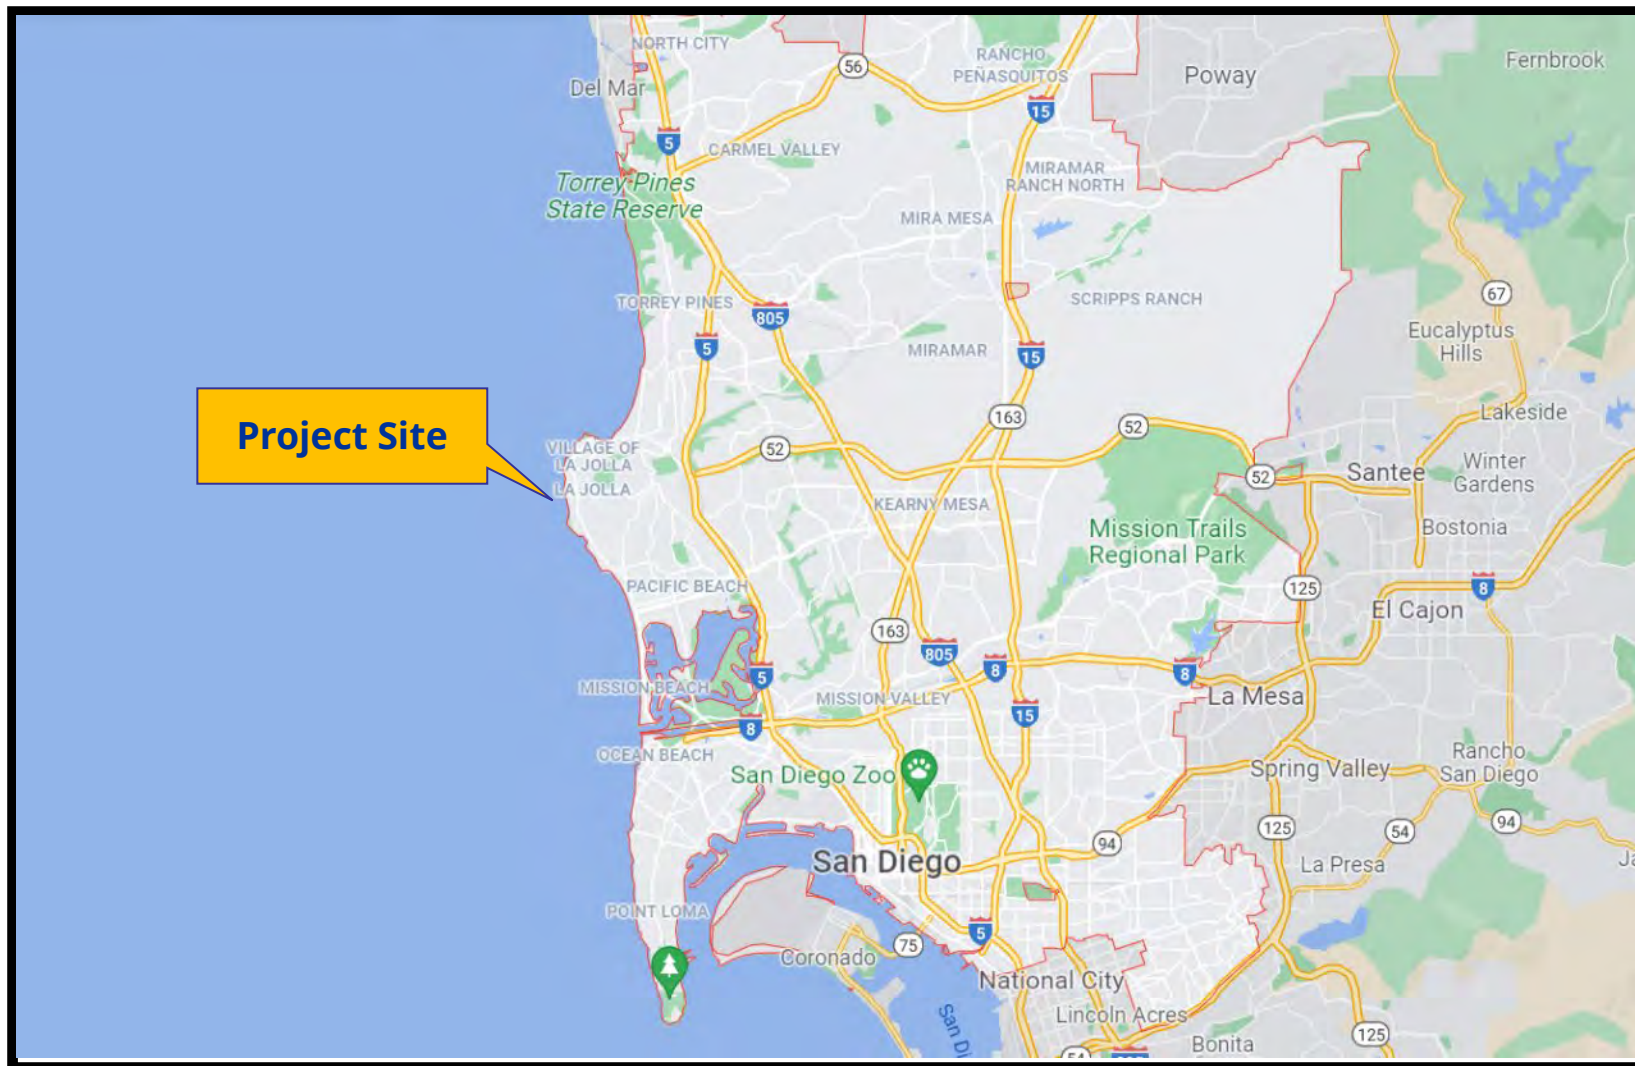 NORTH CITY
56
RANCHO
PEÑASQUITOS
Poway
Fernbrook
Del Mar
15
5
CARMEL VALLEY
MIRAMAR
RANCH NORTH
Torrey Pines
State Reserve
MIRA MESA
TORREY PINES
805
SCRIPPS RANCH
67
5
MIRAMAR
15
Eucalyptus
Hills
Project Site
163
52
Lakeside
VILLAGE OF
LA JOLLA
52
LA JOLLA
52
Santee
Winter
Gardens
KEARNY MESA
Mission Trails
Regional Park
Bostonia
PACIFIC BEACH
125
8
El Cajon
163
805
8
8
5
MISSION BEACH
MISSION VALLEY
La Mesa
15
8
OCEAN BEACH
San Diego Zoo
Spring Valley
Rancho
San Diego
125
54
94
94
San Diego
La Presa
POINT LOMA
5
75
Coronado
National City
Lincoln Acres
125
Bonita
54